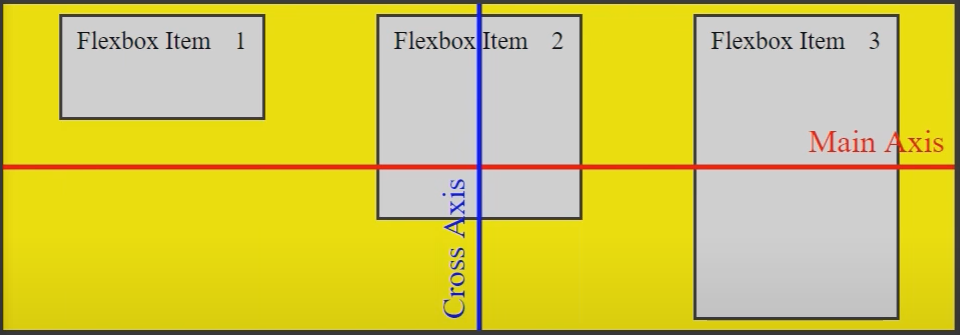 Flexbox Item 1
Flexbox Item 2
Flexbox Item 3
Main Axis
Cross Axis